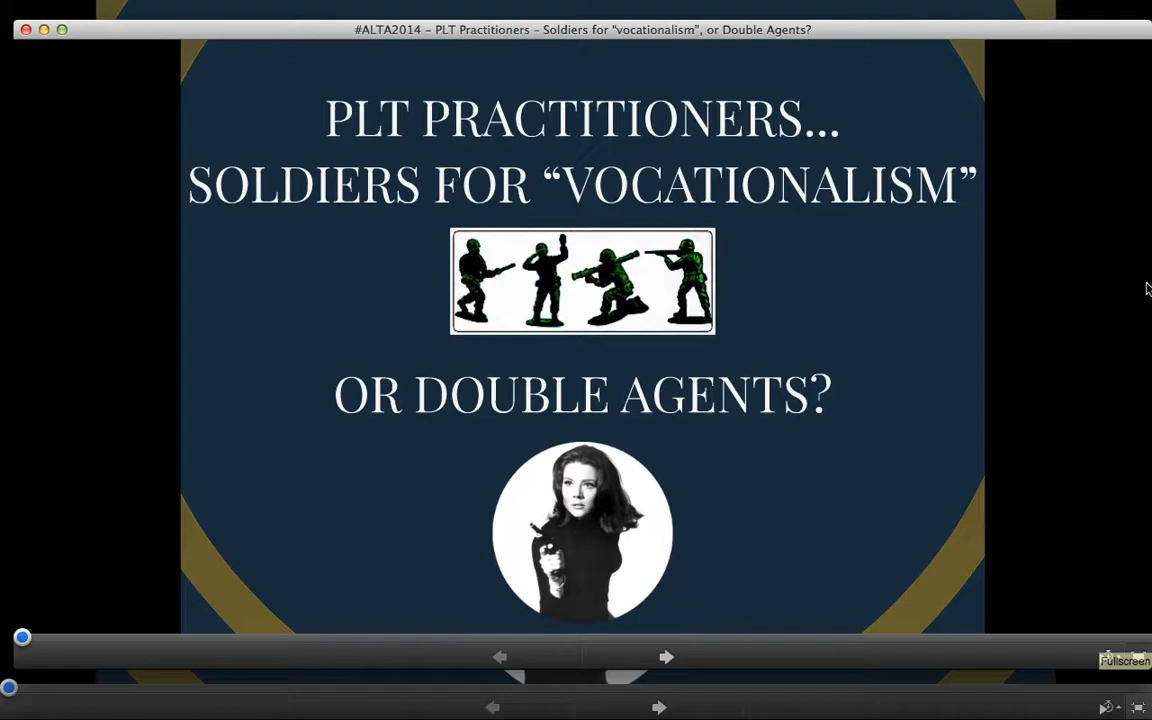 #ALTA2014 – PLT Practitioners – Soldiers for “vocationalism”, or Double Agents?
PLT PRACTITIONERS...
SOLDIERS FOR “VOCATIONALISM”
OR DOUBLE AGENTS?
Fullscreen